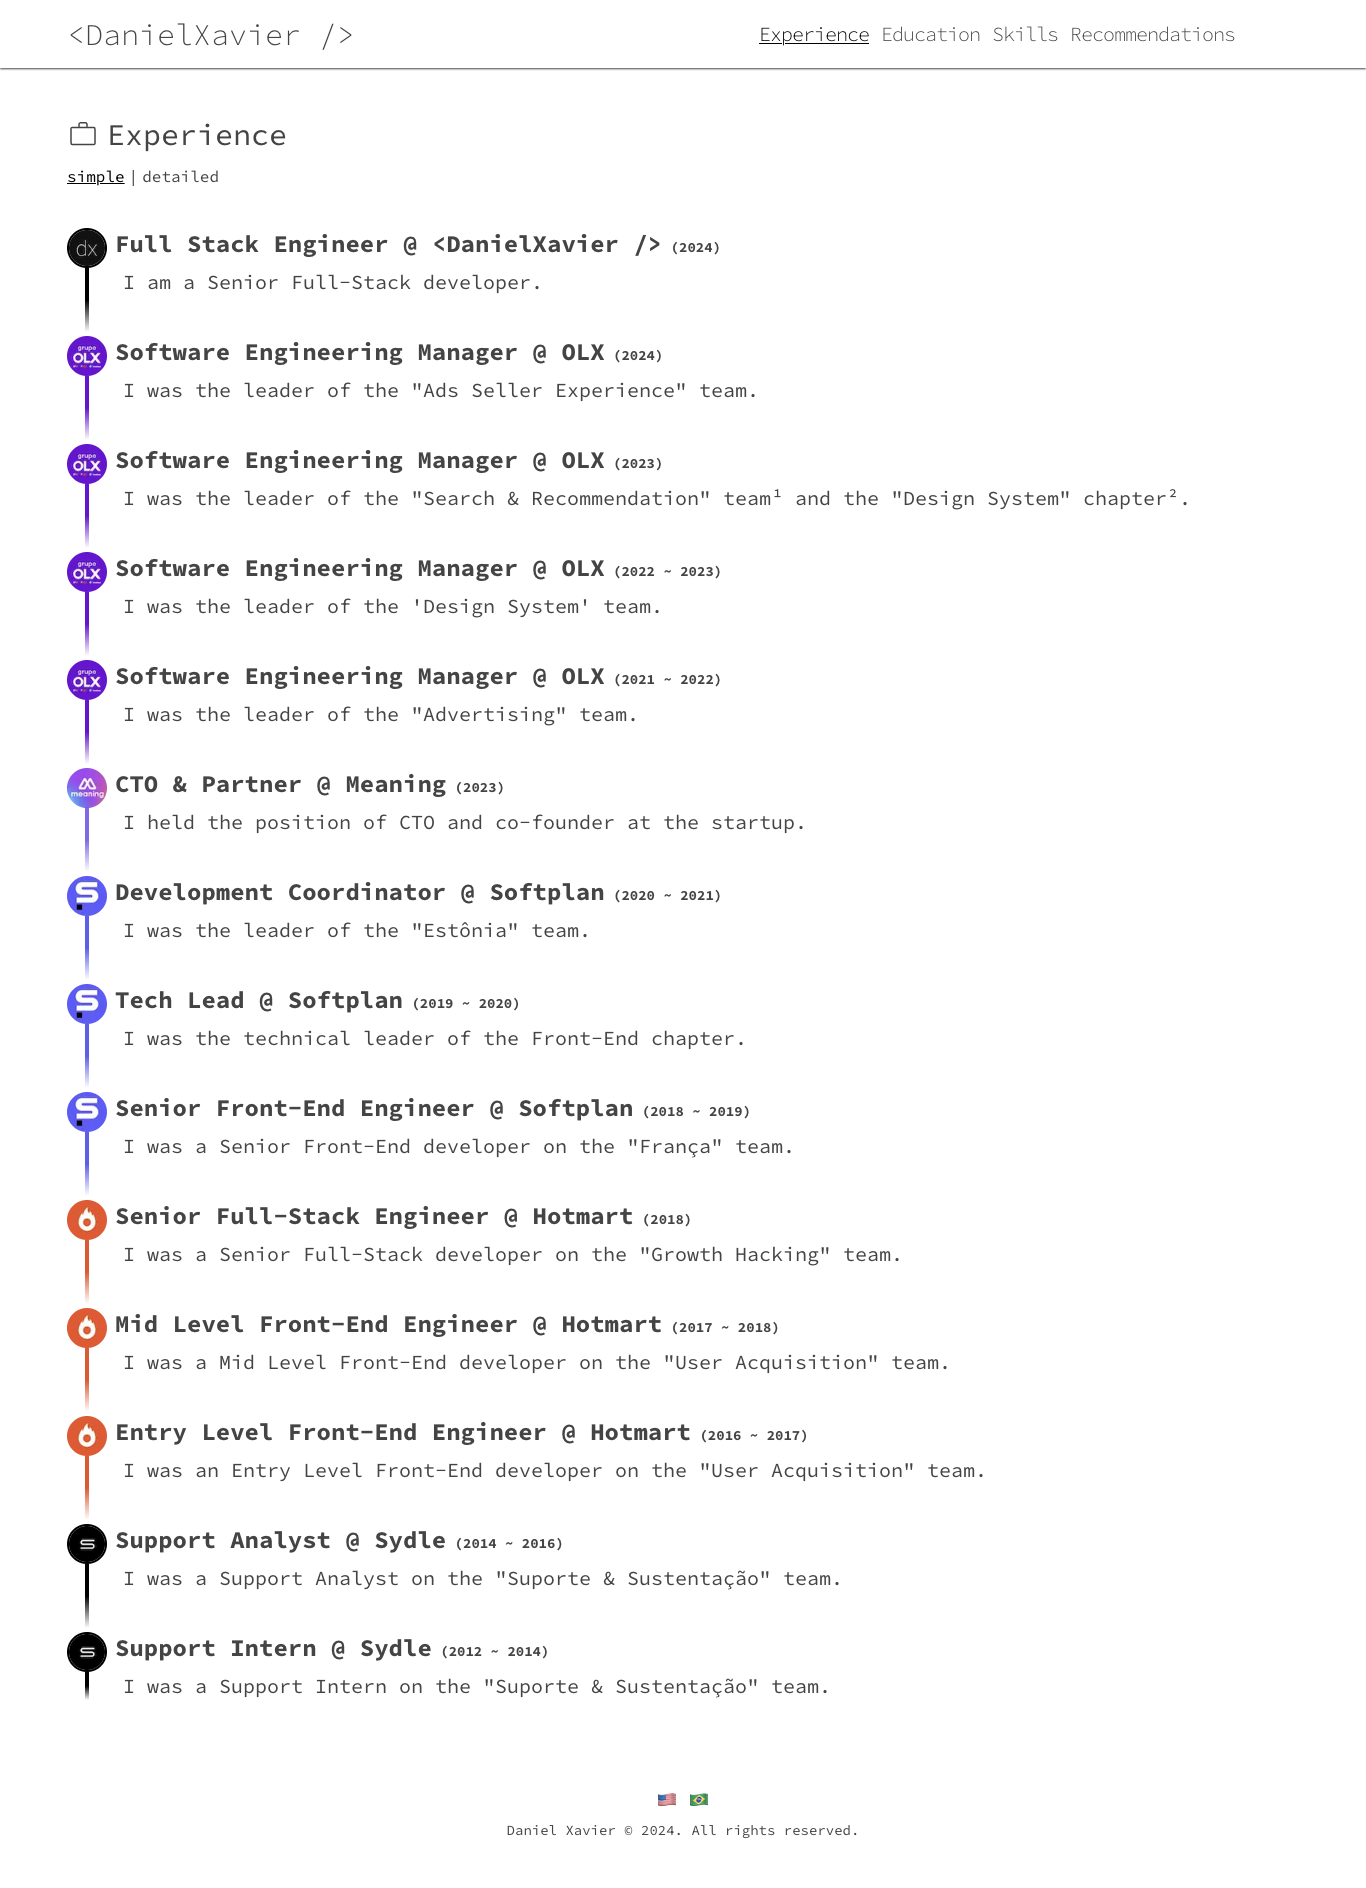 <DanielXavier />
Experience Education Skills Recommendations
Experience
simple | detailed
dx
Full Stack Engineer @ <DanielXavier /> (2024)
I am a Senior Full-Stack developer.
grupo OLX
Software Engineering Manager @ OLX (2024)
I was the leader of the "Ads Seller Experience" team.
grupo OLX
Software Engineering Manager @ OLX (2023)
I was the leader of the "Search & Recommendation" team¹ and the "Design System" chapter².
grupo OLX
Software Engineering Manager @ OLX (2022 ~ 2023)
I was the leader of the 'Design System' team.
grupo OLX
Software Engineering Manager @ OLX (2021 ~ 2022)
I was the leader of the "Advertising" team.
meaning
CTO & Partner @ Meaning (2023)
I held the position of CTO and co-founder at the startup.
Development Coordinator @ Softplan (2020 ~ 2021)
I was the leader of the "Estônia" team.
Tech Lead @ Softplan (2019 ~ 2020)
I was the technical leader of the Front-End chapter.
Senior Front-End Engineer @ Softplan (2018 ~ 2019)
I was a Senior Front-End developer on the "França" team.
Senior Full-Stack Engineer @ Hotmart (2018)
I was a Senior Full-Stack developer on the "Growth Hacking" team.
Mid Level Front-End Engineer @ Hotmart (2017 ~ 2018)
I was a Mid Level Front-End developer on the "User Acquisition" team.
Entry Level Front-End Engineer @ Hotmart (2016 ~ 2017)
I was an Entry Level Front-End developer on the "User Acquisition" team.
Support Analyst @ Sydle (2014 ~ 2016)
I was a Support Analyst on the "Suporte & Sustentação" team.
Support Intern @ Sydle (2012 ~ 2014)
I was a Support Intern on the "Suporte & Sustentação" team.
Daniel Xavier © 2024. All rights reserved.